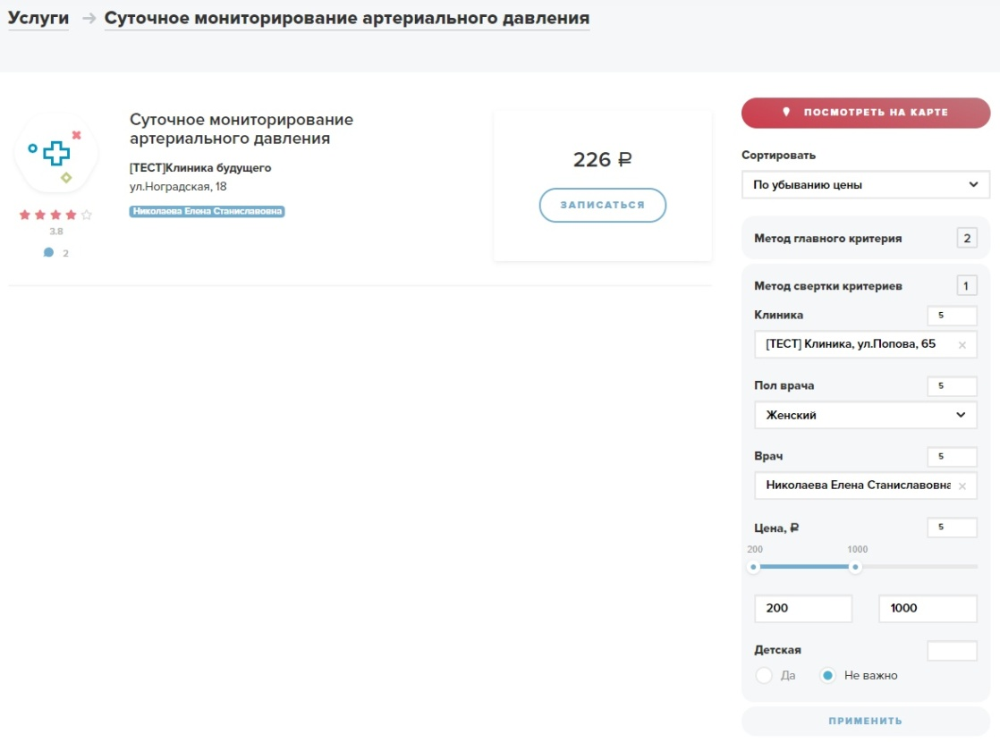 Услуги → Суточное мониторирование артериального давления
Суточное мониторирование
артериального давления
[ТЕСТ]Клиника будущего
ул.Ноградская, 18
Николаева Елена Станиславовна
3.8
2
226 ₽
ЗАПИСАТЬСЯ
ПОСМОТРЕТЬ НА КАРТЕ
Сортировать
По убыванию цены
Метод главного критерия 2
Метод свертки критериев 1
Клиника 5
[ТЕСТ] Клиника, ул.Попова, 65 ×
Пол врача 5
Женский
Врач 5
Николаева Елена Станиславовна ×
Цена, ₽ 5
200 1000
200 1000
Детская
Да Не важно
ПРИМЕНИТЬ